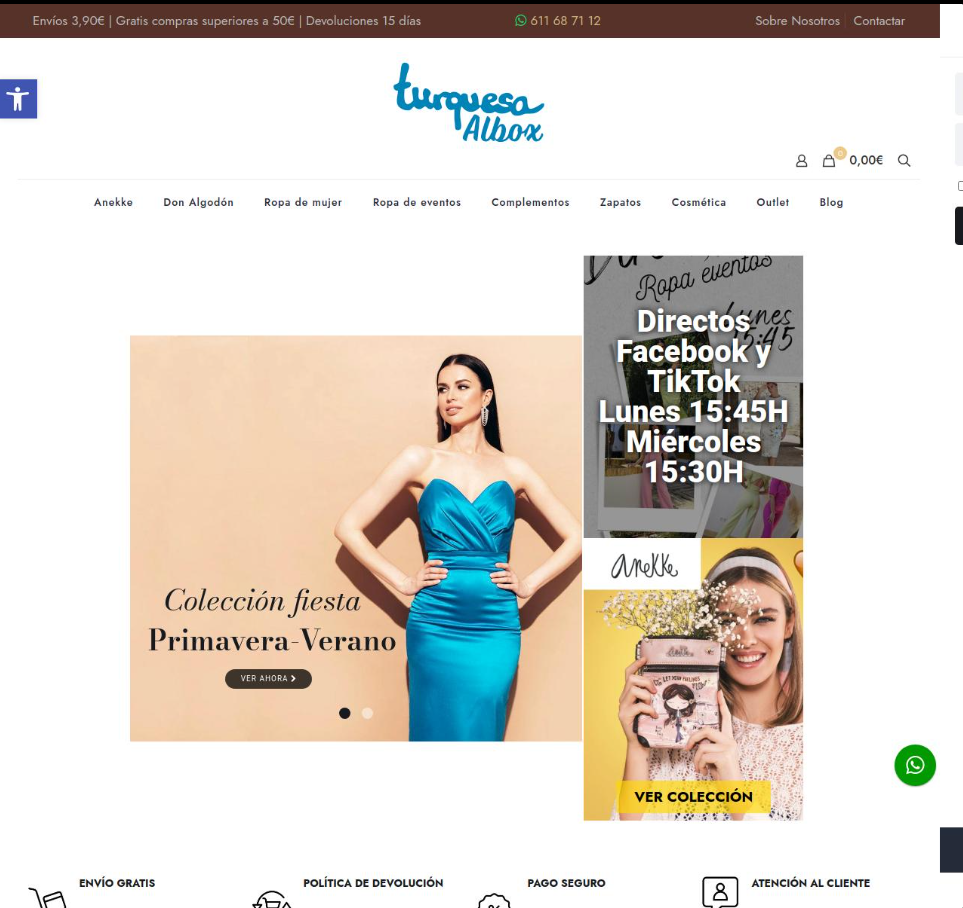 Envíos 3,90€ | Gratis compras superiores a 50€ | Devoluciones 15 días
611 68 71 12
Sobre Nosotros
Contactar
turquesa
Albox
0
0,00€
Anekke
Don Algodón
Ropa de mujer
Ropa de eventos
Complementos
Zapatos
Cosmética
Outlet
Blog
Ropa eventos
Lunes
15:45
Directos
Facebook y
TikTok
Lunes 15:45H
Miércoles
15:30H
Colección fiesta
Primavera-Verano
VER AHORA
anekke
VER COLECCIÓN
ENVÍO GRATIS
POLÍTICA DE DEVOLUCIÓN
PAGO SEGURO
ATENCIÓN AL CLIENTE